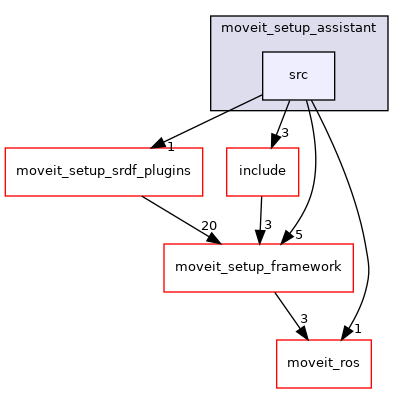 moveit_setup_assistant
src
1
3
moveit_setup_srdf_plugins
include
20
3
5
moveit_setup_framework
3
1
moveit_ros